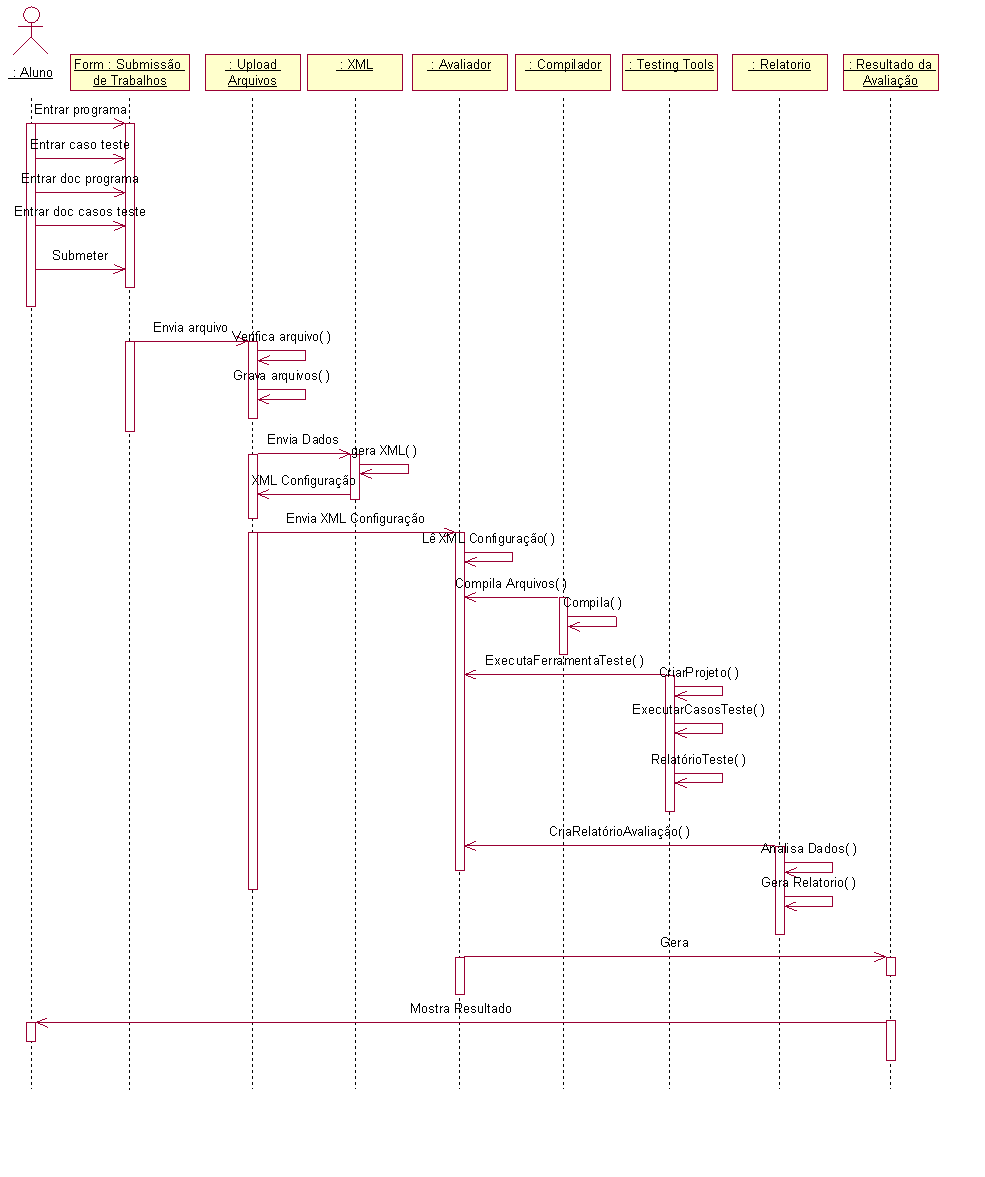 : Aluno
Form : Submissão
de Trabalhos
: Upload
Arquivos
: XML
: Avaliador
: Compilador
: Testing Tools
: Relatorio
: Resultado da
Avaliação
Entrar programa
Entrar caso teste
Entrar doc programa
Entrar doc casos teste
Submeter
Envia arquivo
Verifica arquivo( )
Grava arquivos( )
Envia Dados
gera XML( )
XML Configuração
Envia XML Configuração
Lê XML Configuração( )
Compila Arquivos( )
Compila( )
ExecutaFerramentaTeste( )
CriarProjeto( )
ExecutarCasosTeste( )
RelatórioTeste( )
CriaRelatórioAvaliação( )
Analisa Dados( )
Gera Relatorio( )
Gera
Mostra Resultado